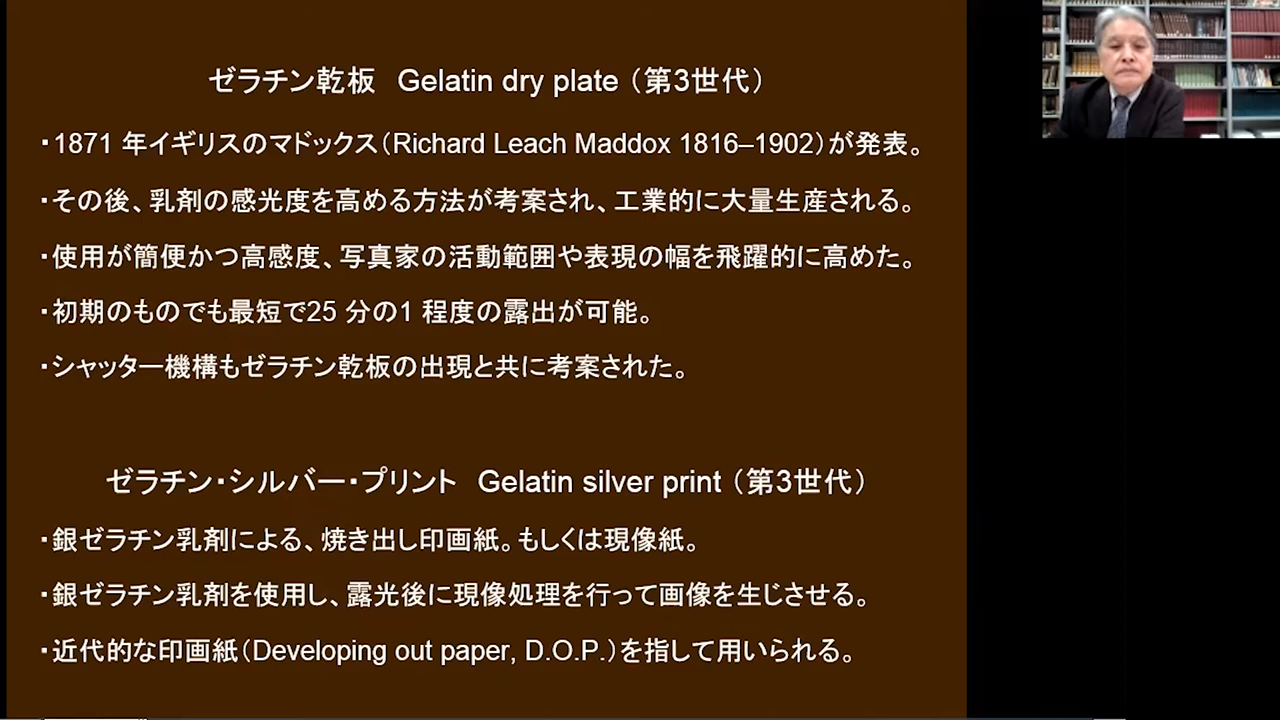 ゼラチン乾板　Gelatin dry plate（第3世代）
・1871 年イギリスのマドックス（Richard Leach Maddox 1816–1902）が発表。
・その後、乳剤の感光度を高める方法が考案され、工業的に大量生産される。
・使用が簡便かつ高感度、写真家の活動範囲や表現の幅を飛躍的に高めた。
・初期のものでも最短で25 分の1 程度の露出が可能。
・シャッター機構もゼラチン乾板の出現と共に考案された。
ゼラチン・シルバー・プリント　Gelatin silver print（第3世代）
・銀ゼラチン乳剤による、焼き出し印画紙。もしくは現像紙。
・銀ゼラチン乳剤を使用し、露光後に現像処理を行って画像を生じさせる。
・近代的な印画紙（Developing out paper, D.O.P.）を指して用いられる。